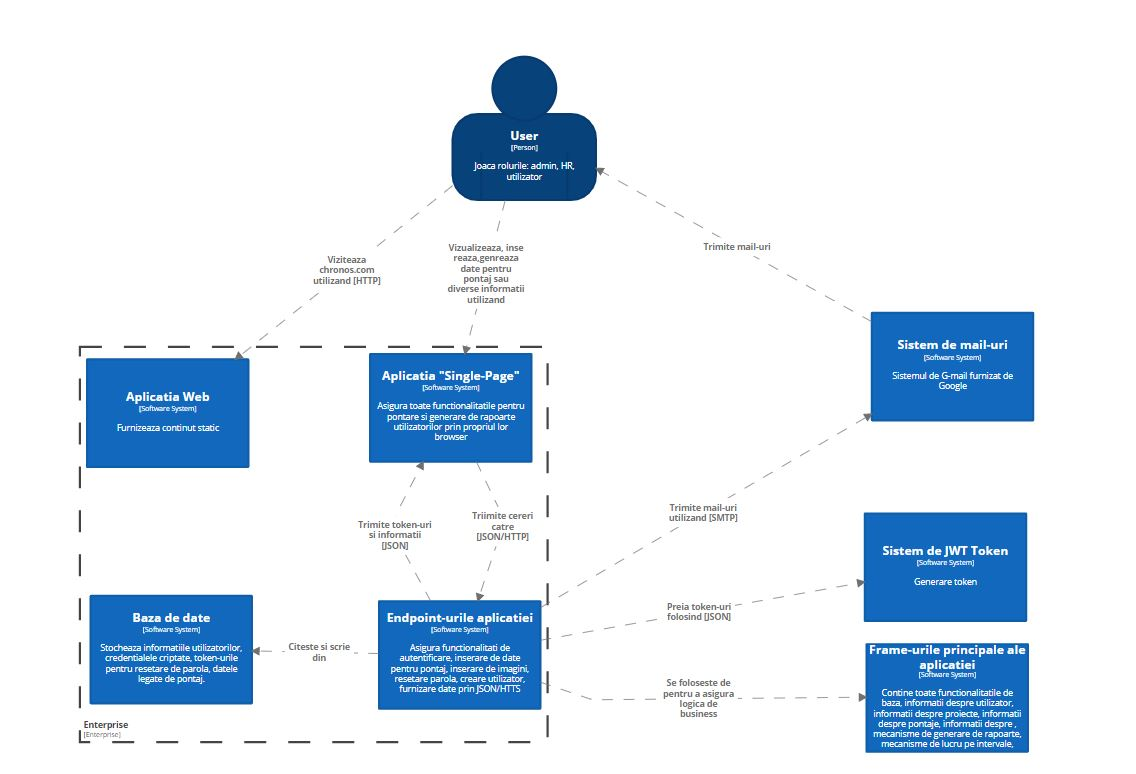 User
[Person]
Joaca rolurile: admin, HR,
utilizator
Viziteaza
chronos.com
utilizand [HTTP]
Vizualizeaza, inse
reaza,genreaza
date pentru
pontaj sau
diverse informatii
utilizand
Trimite mail-uri
Sistem de mail-uri
[Software System]
Sistemul de G-mail furnizat de
Google
Aplicatia Web
[Software System]
Furnizeaza continut static
Aplicatia "Single-Page"
[Software System]
Asigura toate functionalitatile pentru
pontare si generare de rapoarte
utilizatorilor prin propriul lor
browser
Trimite token-uri
si informatii
[JSON]
Triimite cereri
catre
[JSON/HTTP]
Trimite mail-uri
utilizand [SMTP]
Sistem de JWT Token
[Software System]
Generare token
Baza de date
[Software System]
Stocheaza informatiile utilizatorilor,
credentialele criptate, token-urile
pentru resetare de parola, datele
legate de pontaj.
Citeste si scrie
din
Endpoint-urile aplicatiei
[Software System]
Asigura functionalitati de
autentificare, inserare de date
pentru pontaj, inserare de imagini,
resetare parola, creare utilizator,
furnizare date prin JSON/HTTS
Preia token-uri
folosind [JSON]
Se foloseste de
pentru a asigura
logica de
business
Frame-urile principale ale
aplicatiei
[Software System]
Contine toate functionalitatile de
baza, informatii despre utilizator,
informatii despre proiecte, informatii
despre pontaje, informatii despre ,
mecanisme de generare de rapoarte,
mecanisme de lucru pe intervale,
Enterprise
[Enterprise]